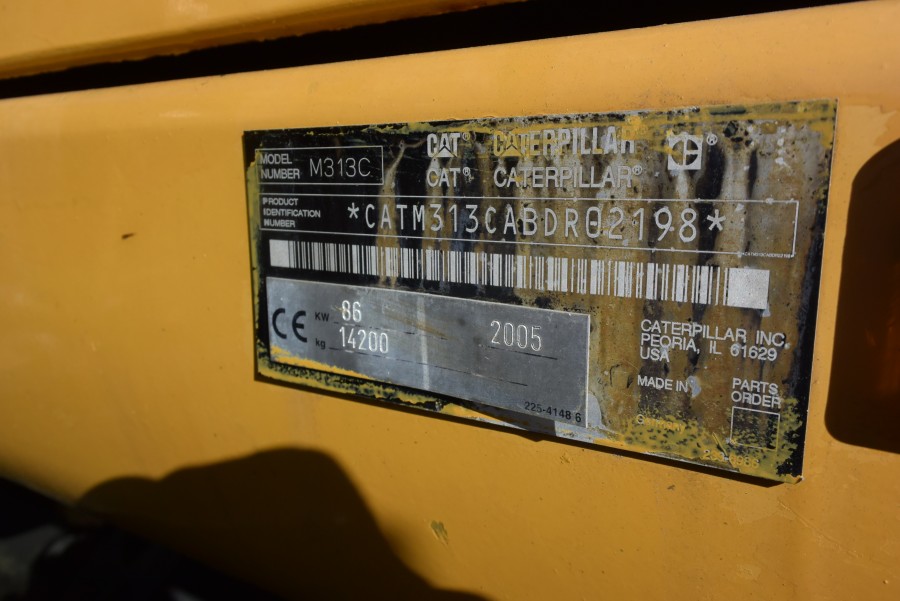 CAT® CATERPILLAR ®
CAT® CATERPILLAR®
MODEL
NUMBER M313C
PRODUCT
IDENTIFICATION
NUMBER
*CATM313CABDR02198*
CE
KW 86
kg 14200
2005
225-4148 6
CATERPILLAR INC.
PEORIA, IL 61629
USA
MADE IN
Germany
PARTS
ORDER